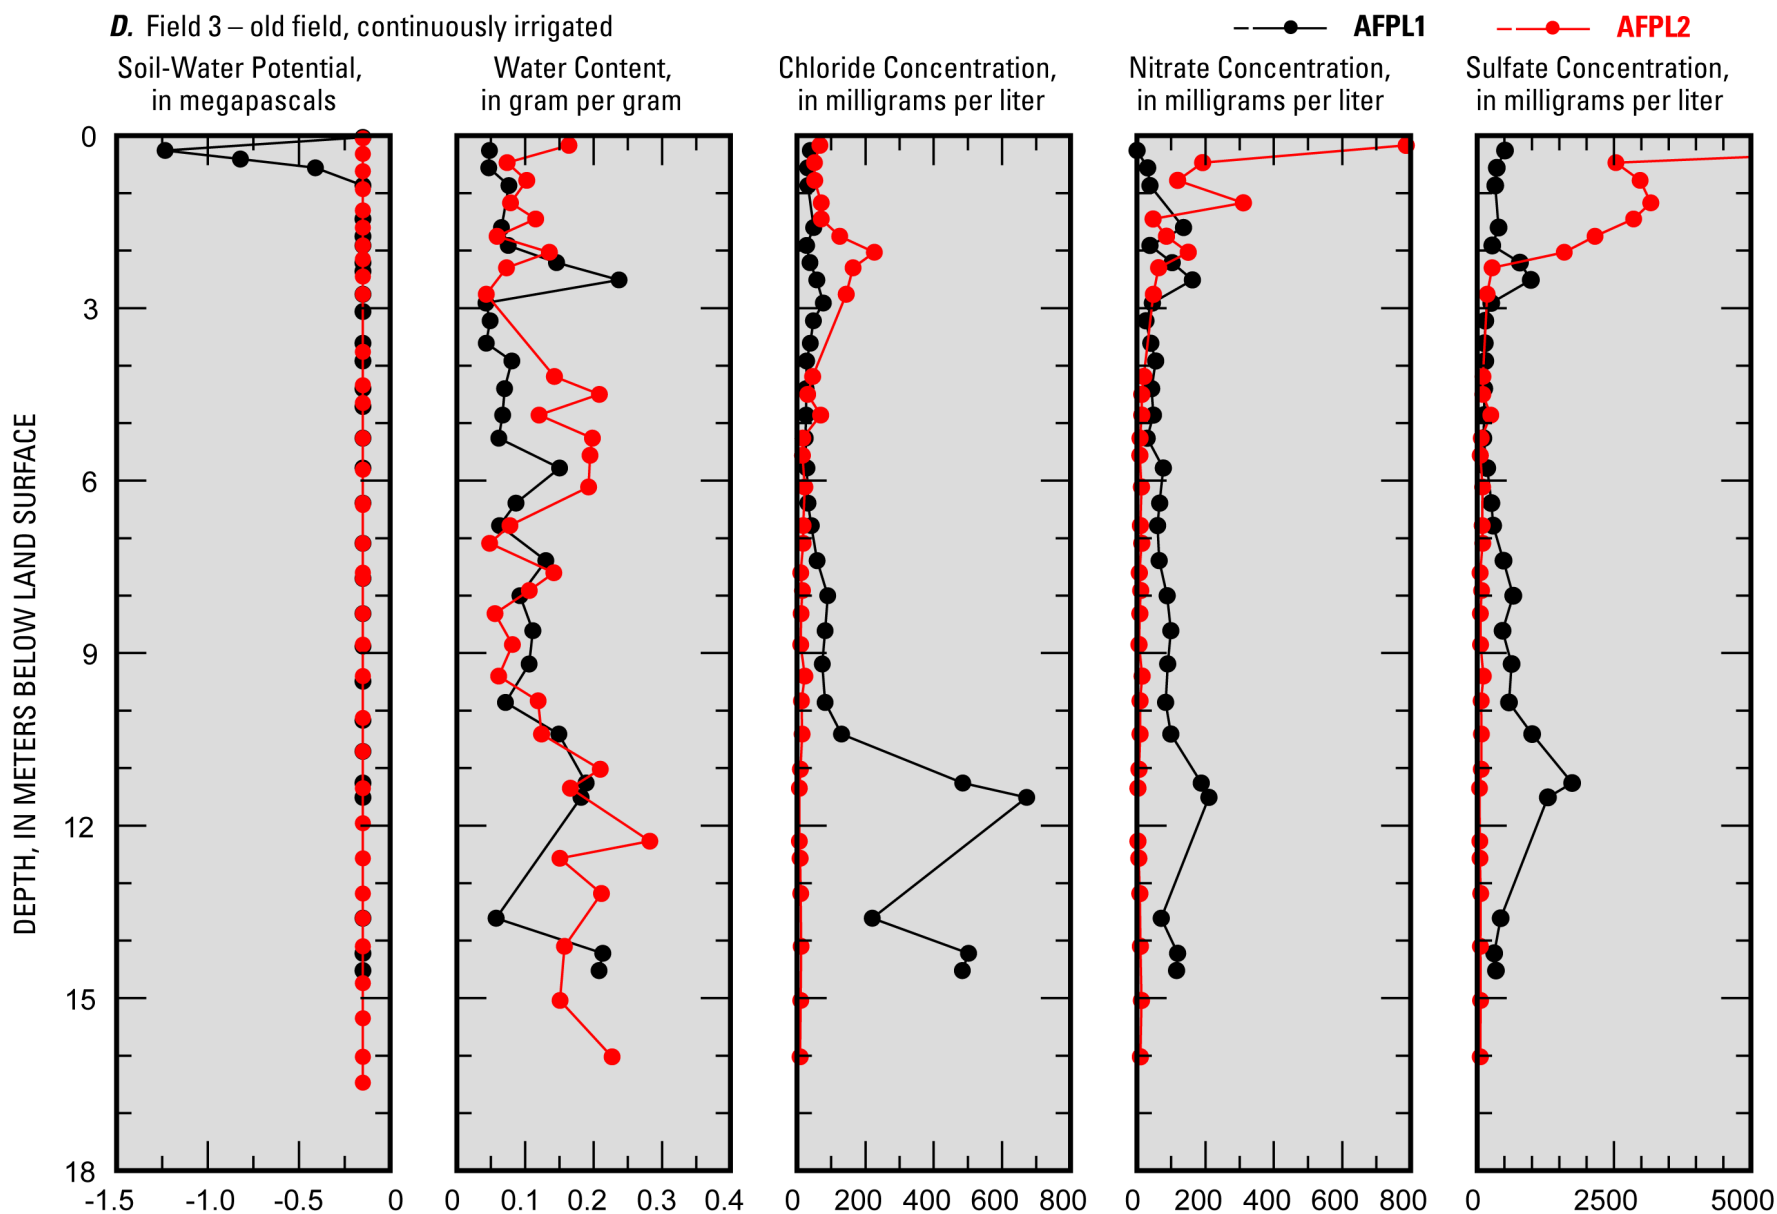 D. Field 3 – old field, continuously irrigated
AFPL1
AFPL2
Soil-Water Potential,
in megapascals
Water Content,
in gram per gram
Chloride Concentration,
in milligrams per liter
Nitrate Concentration,
in milligrams per liter
Sulfate Concentration,
in milligrams per liter
DEPTH, IN METERS BELOW LAND SURFACE
0
3
6
9
12
15
18
-1.5 -1.0 -0.5 0
0 0.1 0.2 0.4
0 200 400 600 800
0 200 400 600 800
0 2500 5000